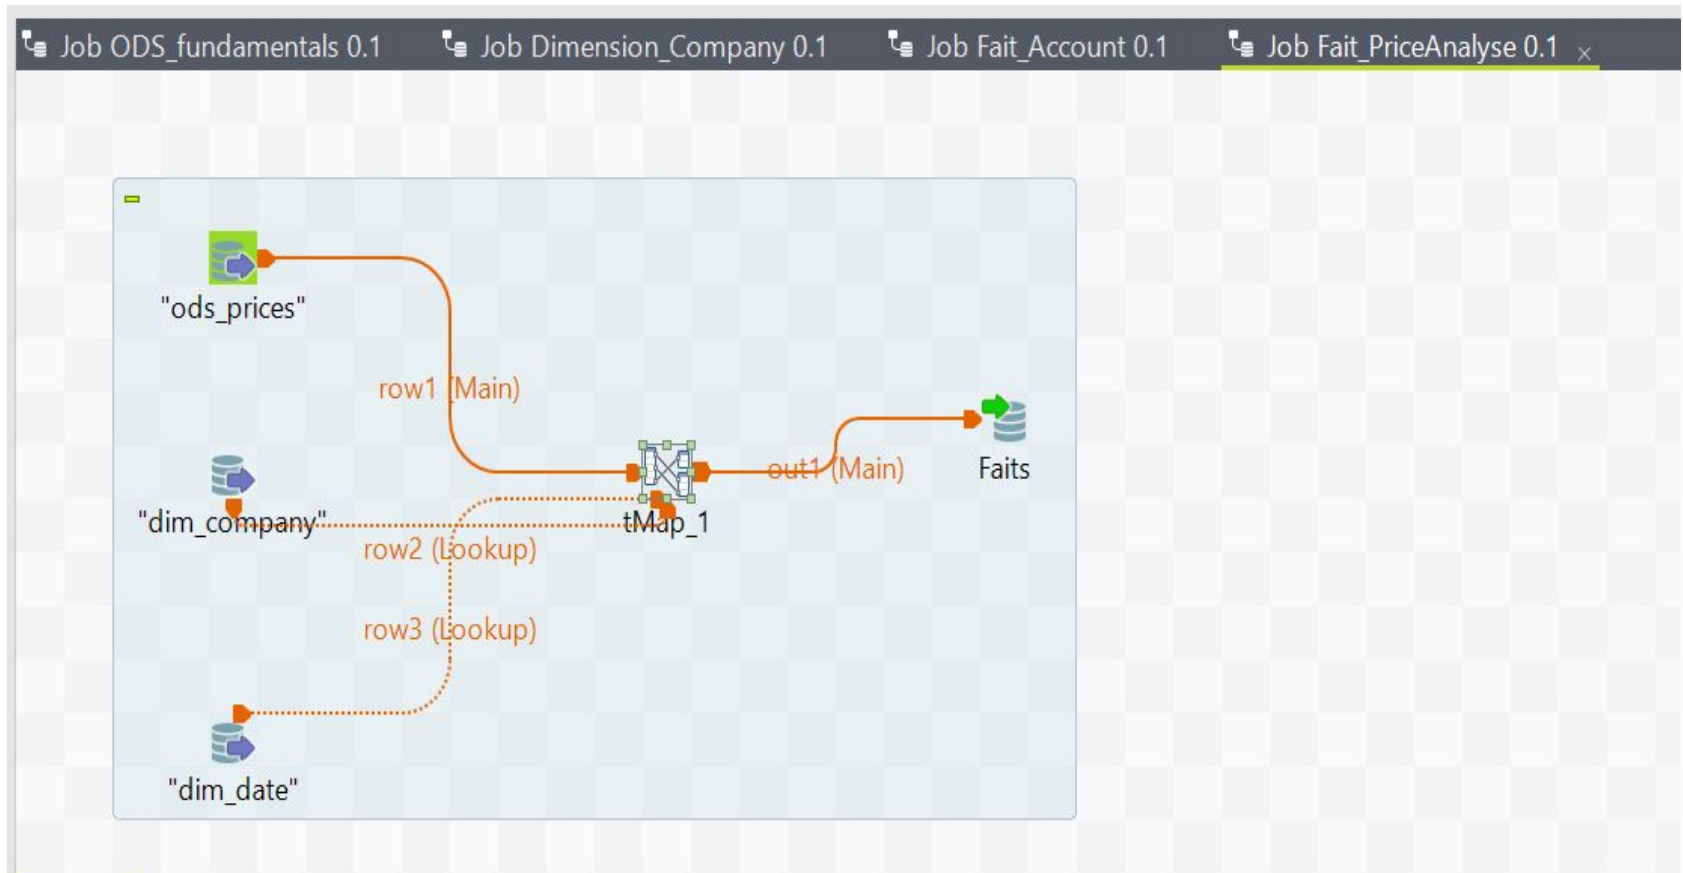 Job ODS_fundamentals 0.1 Job Dimension_Company 0.1 Job Fait_Account 0.1 Job Fait_PriceAnalyse 0.1
"ods_prices"
row1 (Main)
out1 (Main)
Faits
"dim_company"
tMap_1
row2 (Lookup)
row3 (Lookup)
"dim_date"